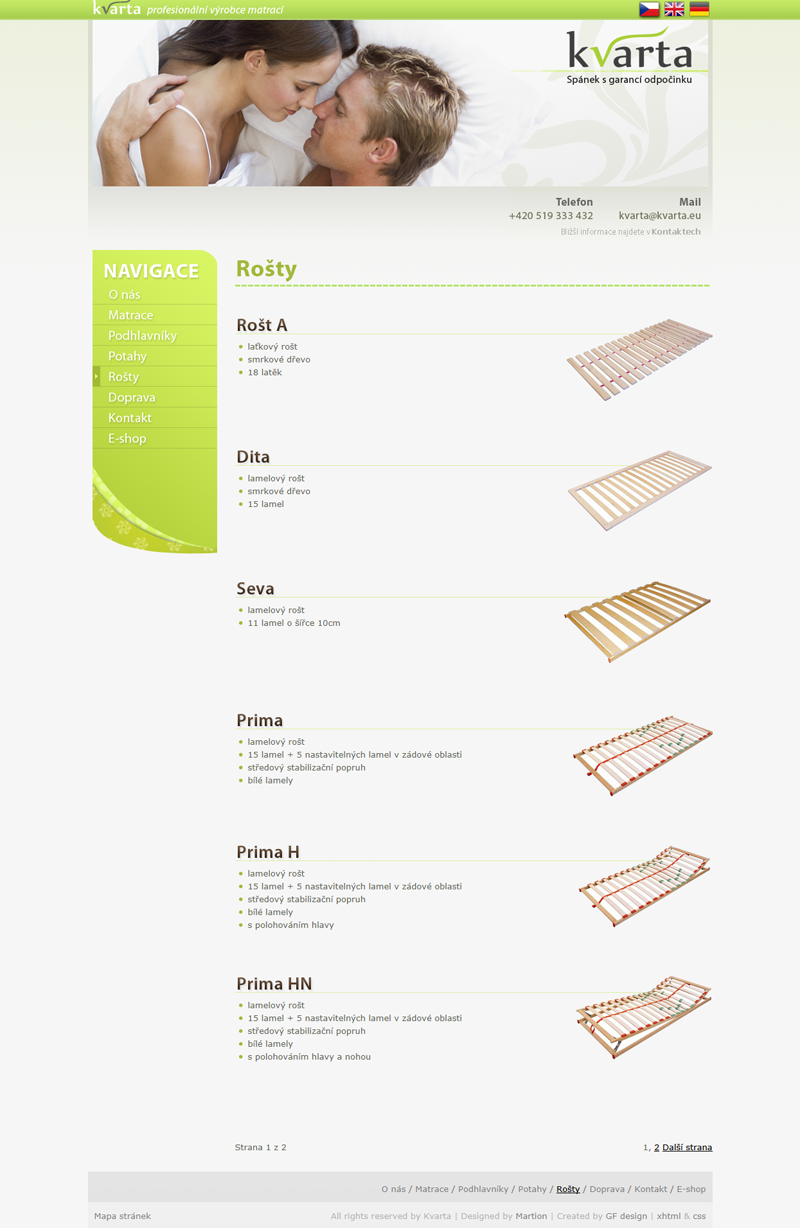 kvarta profesionální výrobce matrací
kvarta
Spánek s garancí odpočinku
Telefon
+420 519 333 432
Mail
kvarta@kvarta.eu
Bližší informace najdete v Kontaktech
NAVIGACE
O nás
Matrace
Podhlavníky
Potahy
Rošty
Doprava
Kontakt
E-shop
Rošty
Rošt A
laťkový rošt
smrkové dřevo
18 latěk
Dita
lamelový rošt
smrkové dřevo
15 lamel
Seva
lamelový rošt
11 lamel o šířce 10cm
Prima
lamelový rošt
15 lamel + 5 nastavitelných lamel v zádové oblasti
středový stabilizační popruh
bílé lamely
Prima H
lamelový rošt
15 lamel + 5 nastavitelných lamel v zádové oblasti
středový stabilizační popruh
bílé lamely
s polohováním hlavy
Prima HN
lamelový rošt
15 lamel + 5 nastavitelných lamel v zádové oblasti
středový stabilizační popruh
bílé lamely
s polohováním hlavy a nohou
Strana 1 z 2
1, 2 Další strana
O nás / Matrace / Podhlavníky / Potahy / Rošty / Doprava / Kontakt / E-shop
Mapa stránek
All rights reserved by Kvarta | Designed by Martion | Created by GF design | xhtml & css